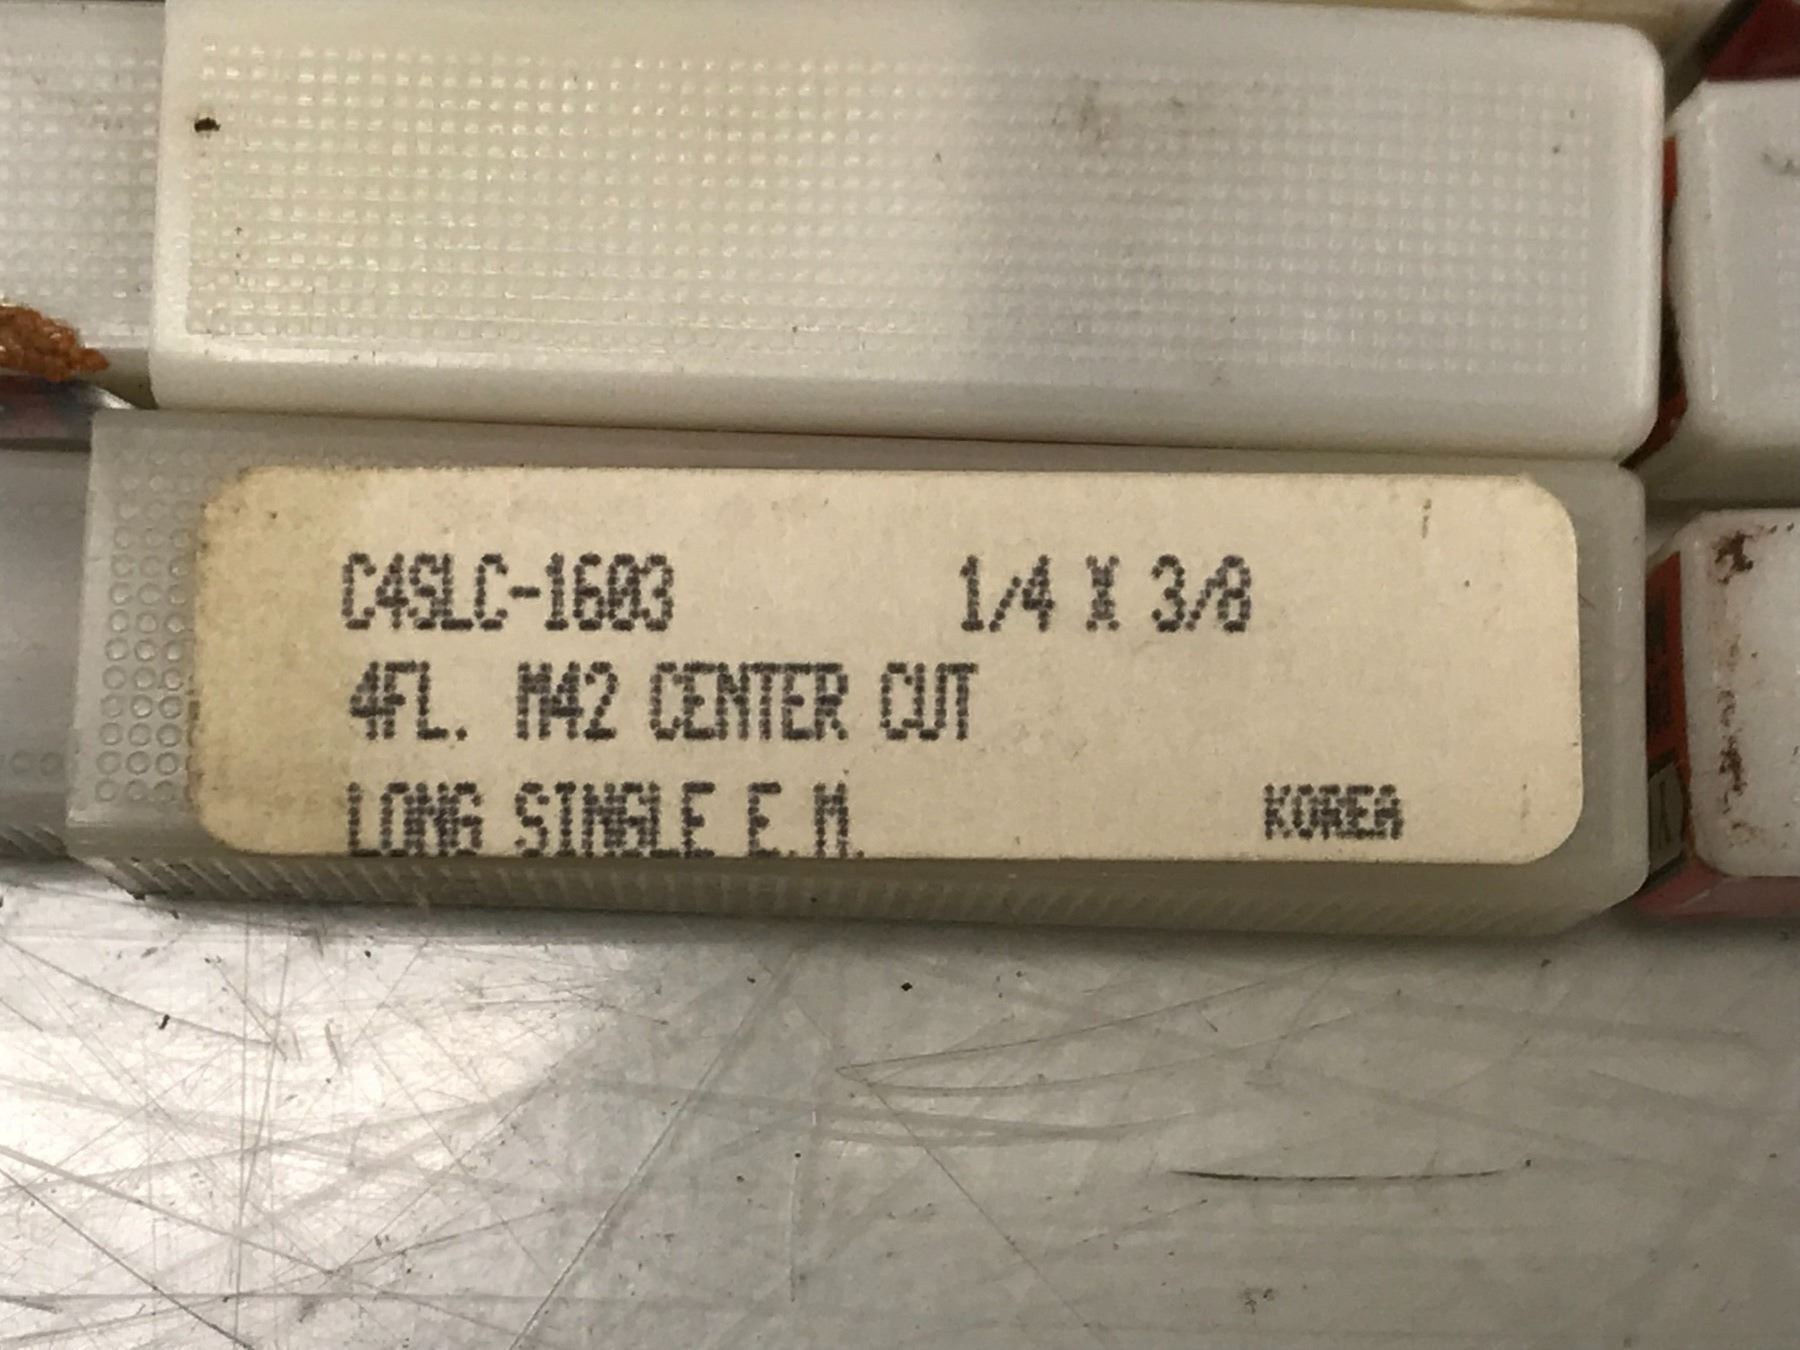 C4SLC-1603 1/4 X 3/8
4FL. M42 CENTER CUT
LONG SINGLE E.M. KOREA